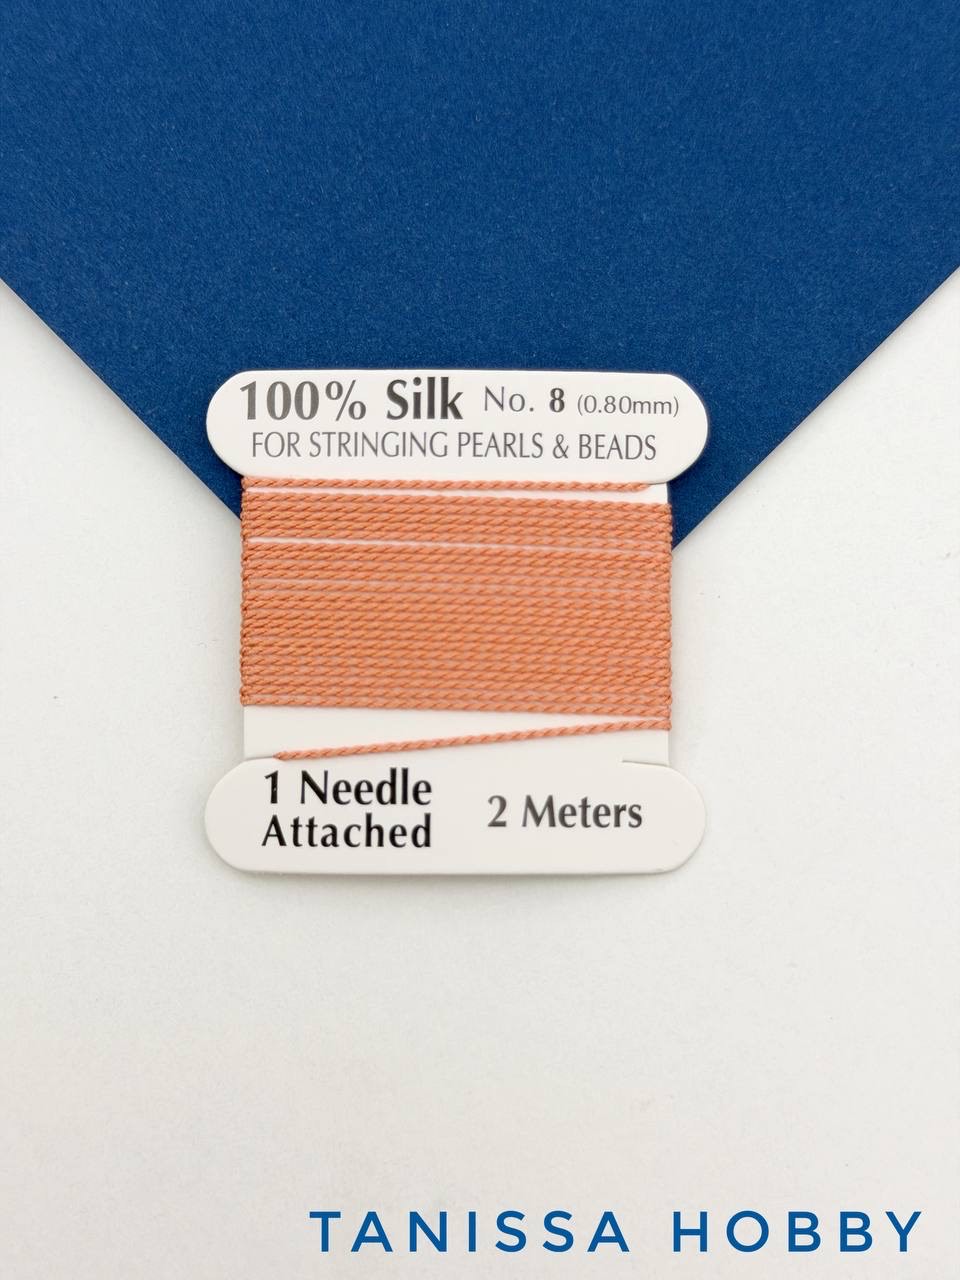 100% Silk No. 8 (0.80mm)
FOR STRINGING PEARLS & BEADS
1 Needle
Attached
2 Meters
TANISSA HOBBY